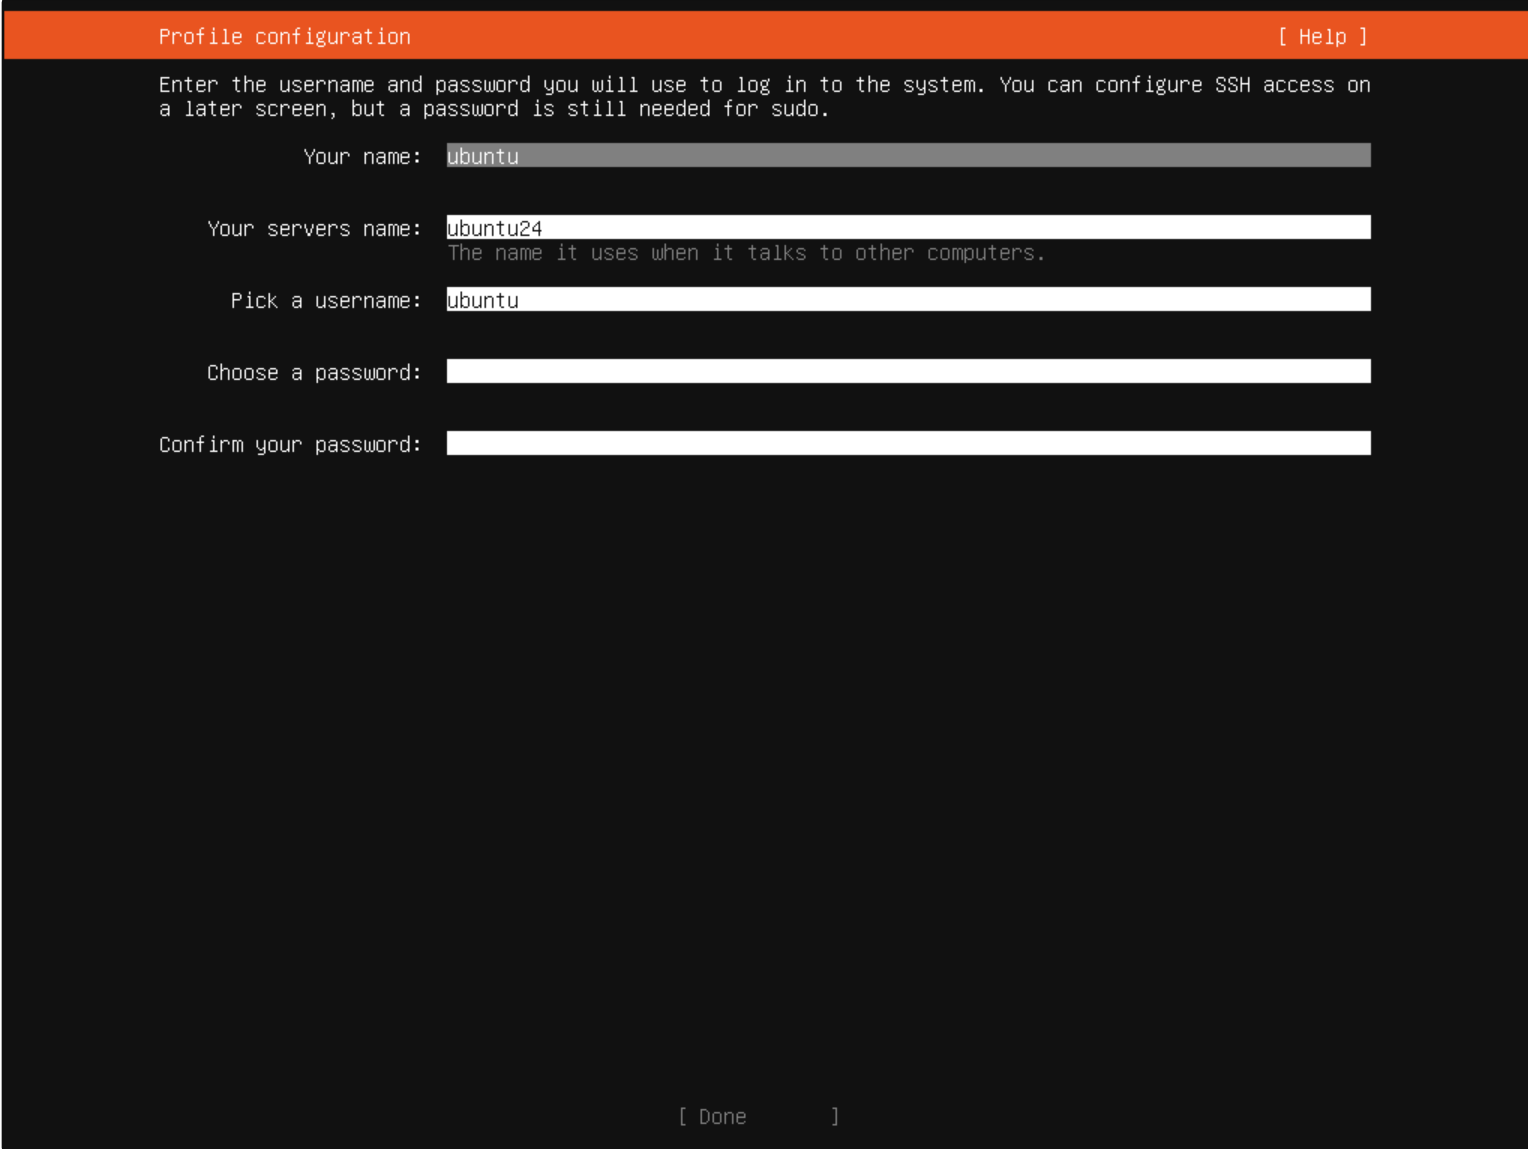 Profile configuration [ Help ]
Enter the username and password you will use to log in to the system. You can configure SSH access on
a later screen, but a password is still needed for sudo.
Your name: ubuntu
Your servers name: ubuntu24
The name it uses when it talks to other computers.
Pick a username: ubuntu
Choose a password:
Confirm your password:
[ Done ]